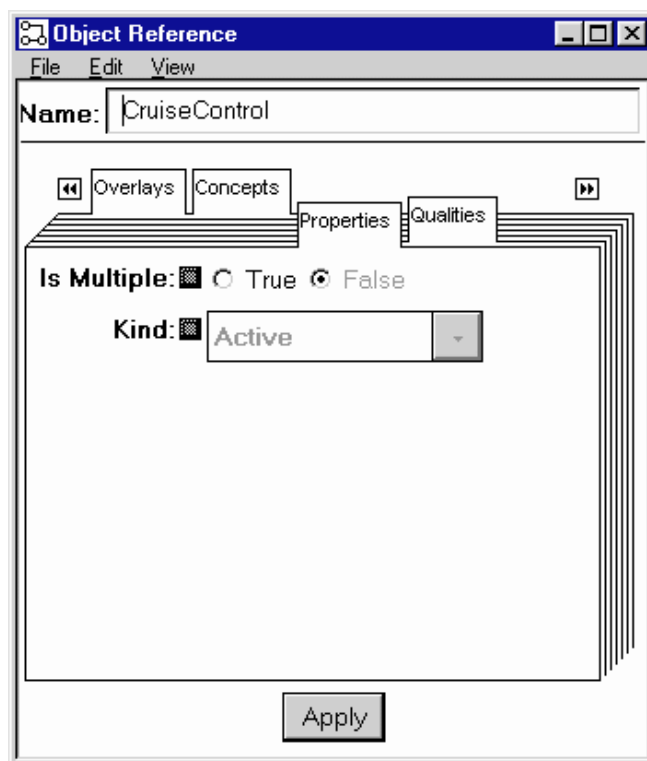 Object Reference
File Edit View
Name: CruiseControl
Overlays Concepts
Properties Qualities
Is Multiple: True False
Kind: Active
Apply